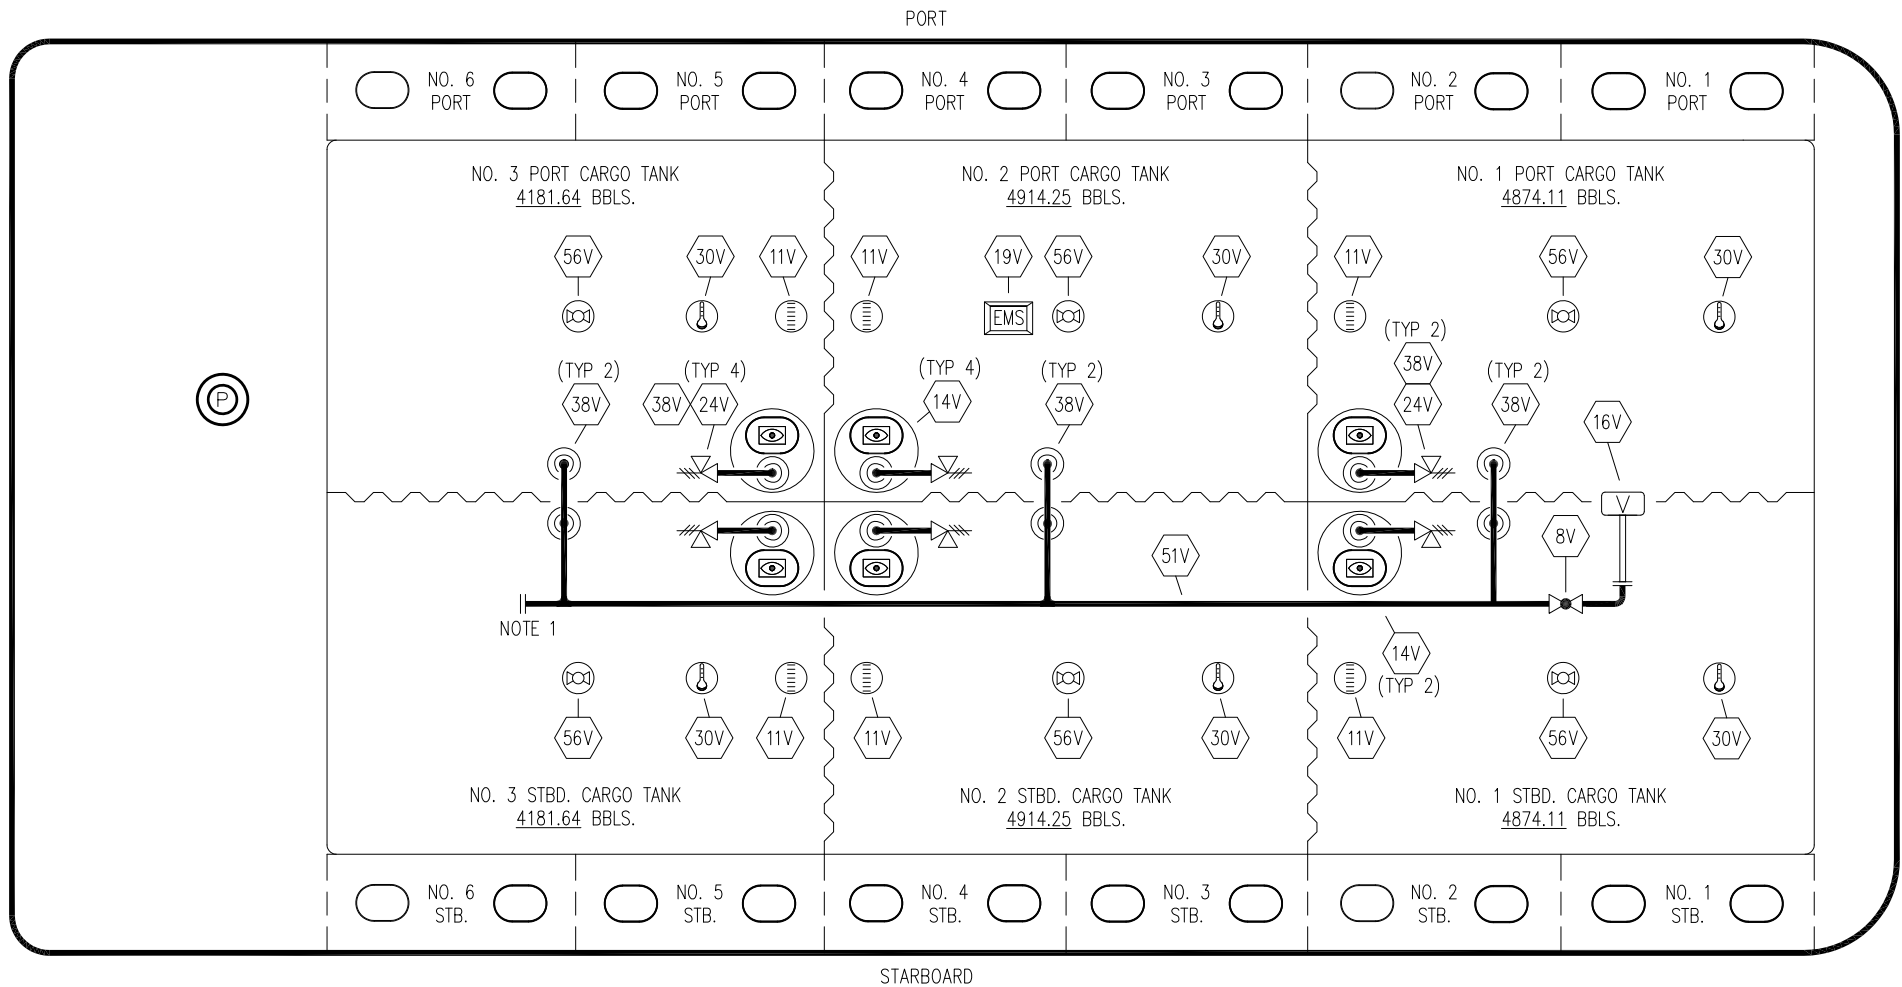 PORT
NO. 6
PORT
NO. 5
PORT
NO. 4
PORT
NO. 3
PORT
NO. 2
PORT
NO. 1
PORT
NO. 3 PORT CARGO TANK
4181.64 BBLS.
NO. 2 PORT CARGO TANK
4914.25 BBLS.
NO. 1 PORT CARGO TANK
4874.11 BBLS.
56V
30V
11V
11V
19V
56V
30V
11V
56V
30V
EMS
(TYP 2)
38V
(TYP 4)
38V
24V
(TYP 4)
14V
(TYP 2)
38V
(TYP 2)
38V
24V
(TYP 2)
38V
16V
P
V
8V
51V
NOTE 1
14V
(TYP 2)
56V
30V
11V
11V
56V
30V
11V
56V
30V
NO. 3 STBD. CARGO TANK
4181.64 BBLS.
NO. 2 STBD. CARGO TANK
4914.25 BBLS.
NO. 1 STBD. CARGO TANK
4874.11 BBLS.
NO. 6
STB.
NO. 5
STB.
NO. 4
STB.
NO. 3
STB.
NO. 2
STB.
NO. 1
STB.
STARBOARD